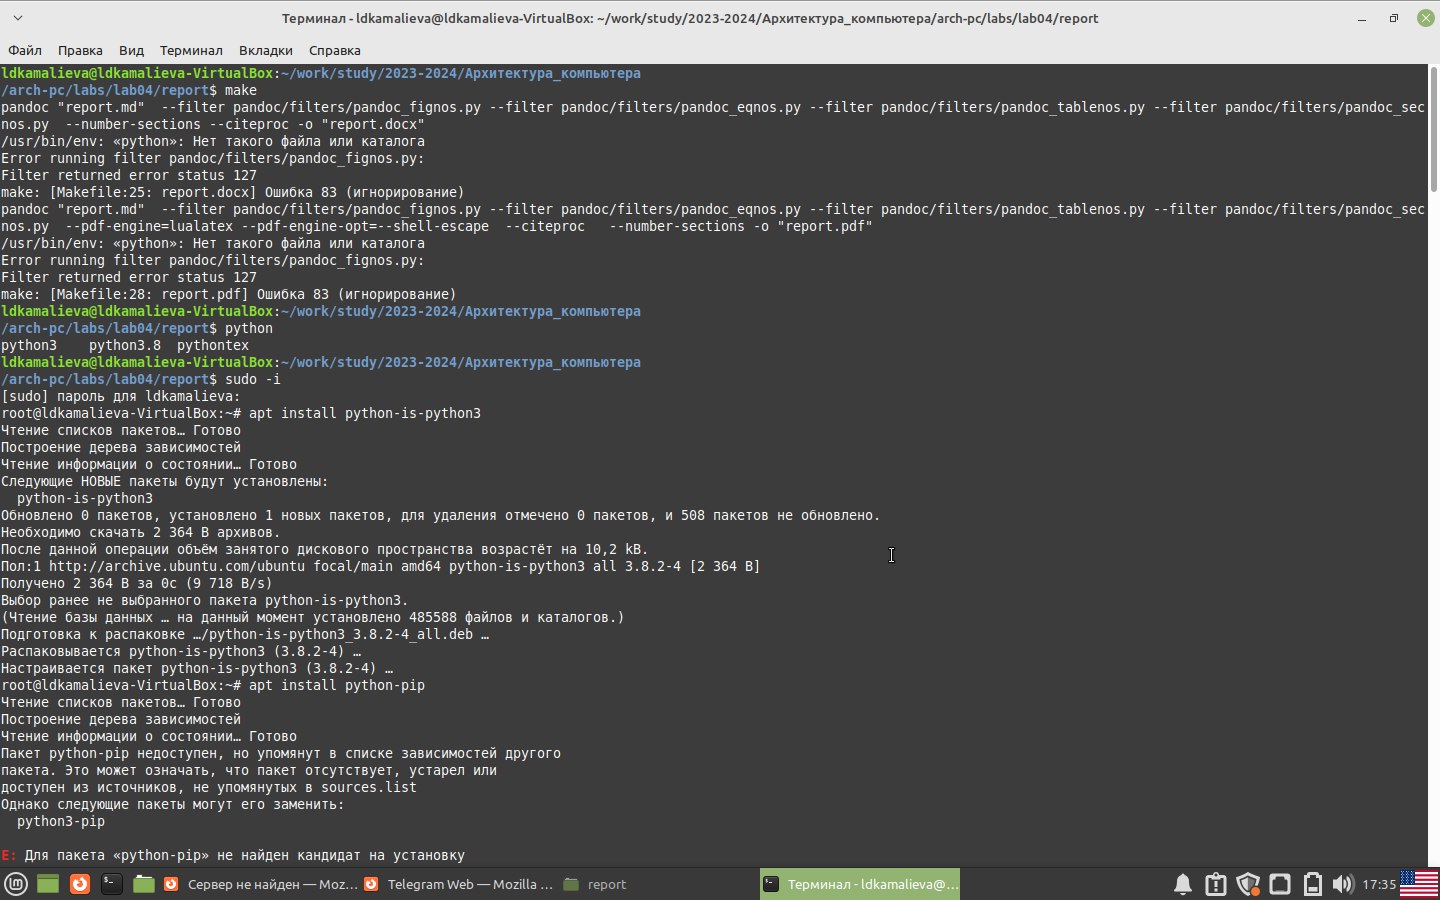 Терминал - ldkamalieva@ldkamalieva-VirtualBox: ~/work/study/2023-2024/Архитектура_компьютера/arch-pc/labs/lab04/report
Файл Правка Вид Терминал Вкладки Справка
ldkamalieva@ldkamalieva-VirtualBox:~/work/study/2023-2024/Архитектура_компьютера
/arch-pc/labs/lab04/report$ make
pandoc "report.md"  --filter pandoc/filters/pandoc_fignos.py --filter pandoc/filters/pandoc_eqnos.py --filter pandoc/filters/pandoc_tablenos.py --filter pandoc/filters/pandoc_sec
nos.py  --number-sections --citeproc -o "report.docx"
/usr/bin/env: «python»: Нет такого файла или каталога
Error running filter pandoc/filters/pandoc_fignos.py:
Filter returned error status 127
make: [Makefile:25: report.docx] Ошибка 83 (игнорирование)
pandoc "report.md"  --filter pandoc/filters/pandoc_fignos.py --filter pandoc/filters/pandoc_eqnos.py --filter pandoc/filters/pandoc_tablenos.py --filter pandoc/filters/pandoc_sec
nos.py  --pdf-engine=lualatex --pdf-engine-opt=--shell-escape  --citeproc   --number-sections -o "report.pdf"
/usr/bin/env: «python»: Нет такого файла или каталога
Error running filter pandoc/filters/pandoc_fignos.py:
Filter returned error status 127
make: [Makefile:28: report.pdf] Ошибка 83 (игнорирование)
ldkamalieva@ldkamalieva-VirtualBox:~/work/study/2023-2024/Архитектура_компьютера
/arch-pc/labs/lab04/report$ python
python3    python3.8  pythontex
ldkamalieva@ldkamalieva-VirtualBox:~/work/study/2023-2024/Архитектура_компьютера
/arch-pc/labs/lab04/report$ sudo -i
[sudo] пароль для ldkamalieva:
root@ldkamalieva-VirtualBox:~# apt install python-is-python3
Чтение списков пакетов… Готово
Построение дерева зависимостей
Чтение информации о состоянии… Готово
Следующие НОВЫЕ пакеты будут установлены:
  python-is-python3
Обновлено 0 пакетов, установлено 1 новых пакетов, для удаления отмечено 0 пакетов, и 508 пакетов не обновлено.
Необходимо скачать 2 364 B архивов.
После данной операции объём занятого дискового пространства возрастёт на 10,2 kB.
Пол:1 http://archive.ubuntu.com/ubuntu focal/main amd64 python-is-python3 all 3.8.2-4 [2 364 B]
Получено 2 364 B за 0с (9 718 B/s)
Выбор ранее не выбранного пакета python-is-python3.
(Чтение базы данных … на данный момент установлено 485588 файлов и каталогов.)
Подготовка к распаковке …/python-is-python3_3.8.2-4_all.deb …
Распаковывается python-is-python3 (3.8.2-4) …
Настраивается пакет python-is-python3 (3.8.2-4) …
root@ldkamalieva-VirtualBox:~# apt install python-pip
Чтение списков пакетов… Готово
Построение дерева зависимостей
Чтение информации о состоянии… Готово
Пакет python-pip недоступен, но упомянут в списке зависимостей другого
пакета. Это может означать, что пакет отсутствует, устарел или
доступен из источников, не упомянутых в sources.list
Однако следующие пакеты могут его заменить:
  python3-pip
E: Для пакета «python-pip» не найден кандидат на установку
Сервер не найден — Moz… Telegram Web — Mozilla … report Терминал - ldkamalieva@… 17:35